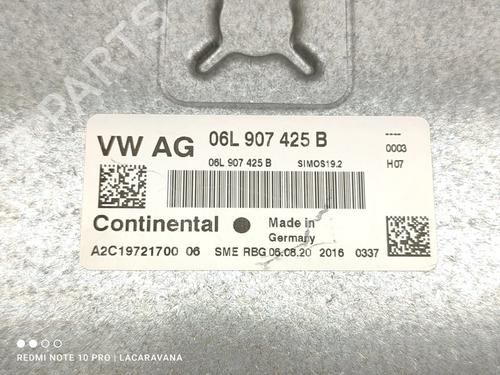 VW AG 06L 907 425 B
----
0003
06L 907 425 B SIMOS19.2 H07
Continental Made in
Germany
A2C19721700 06 SME RBG 06.08.20 2016 0337
REDMI NOTE 10 PRO | LACARAVANA